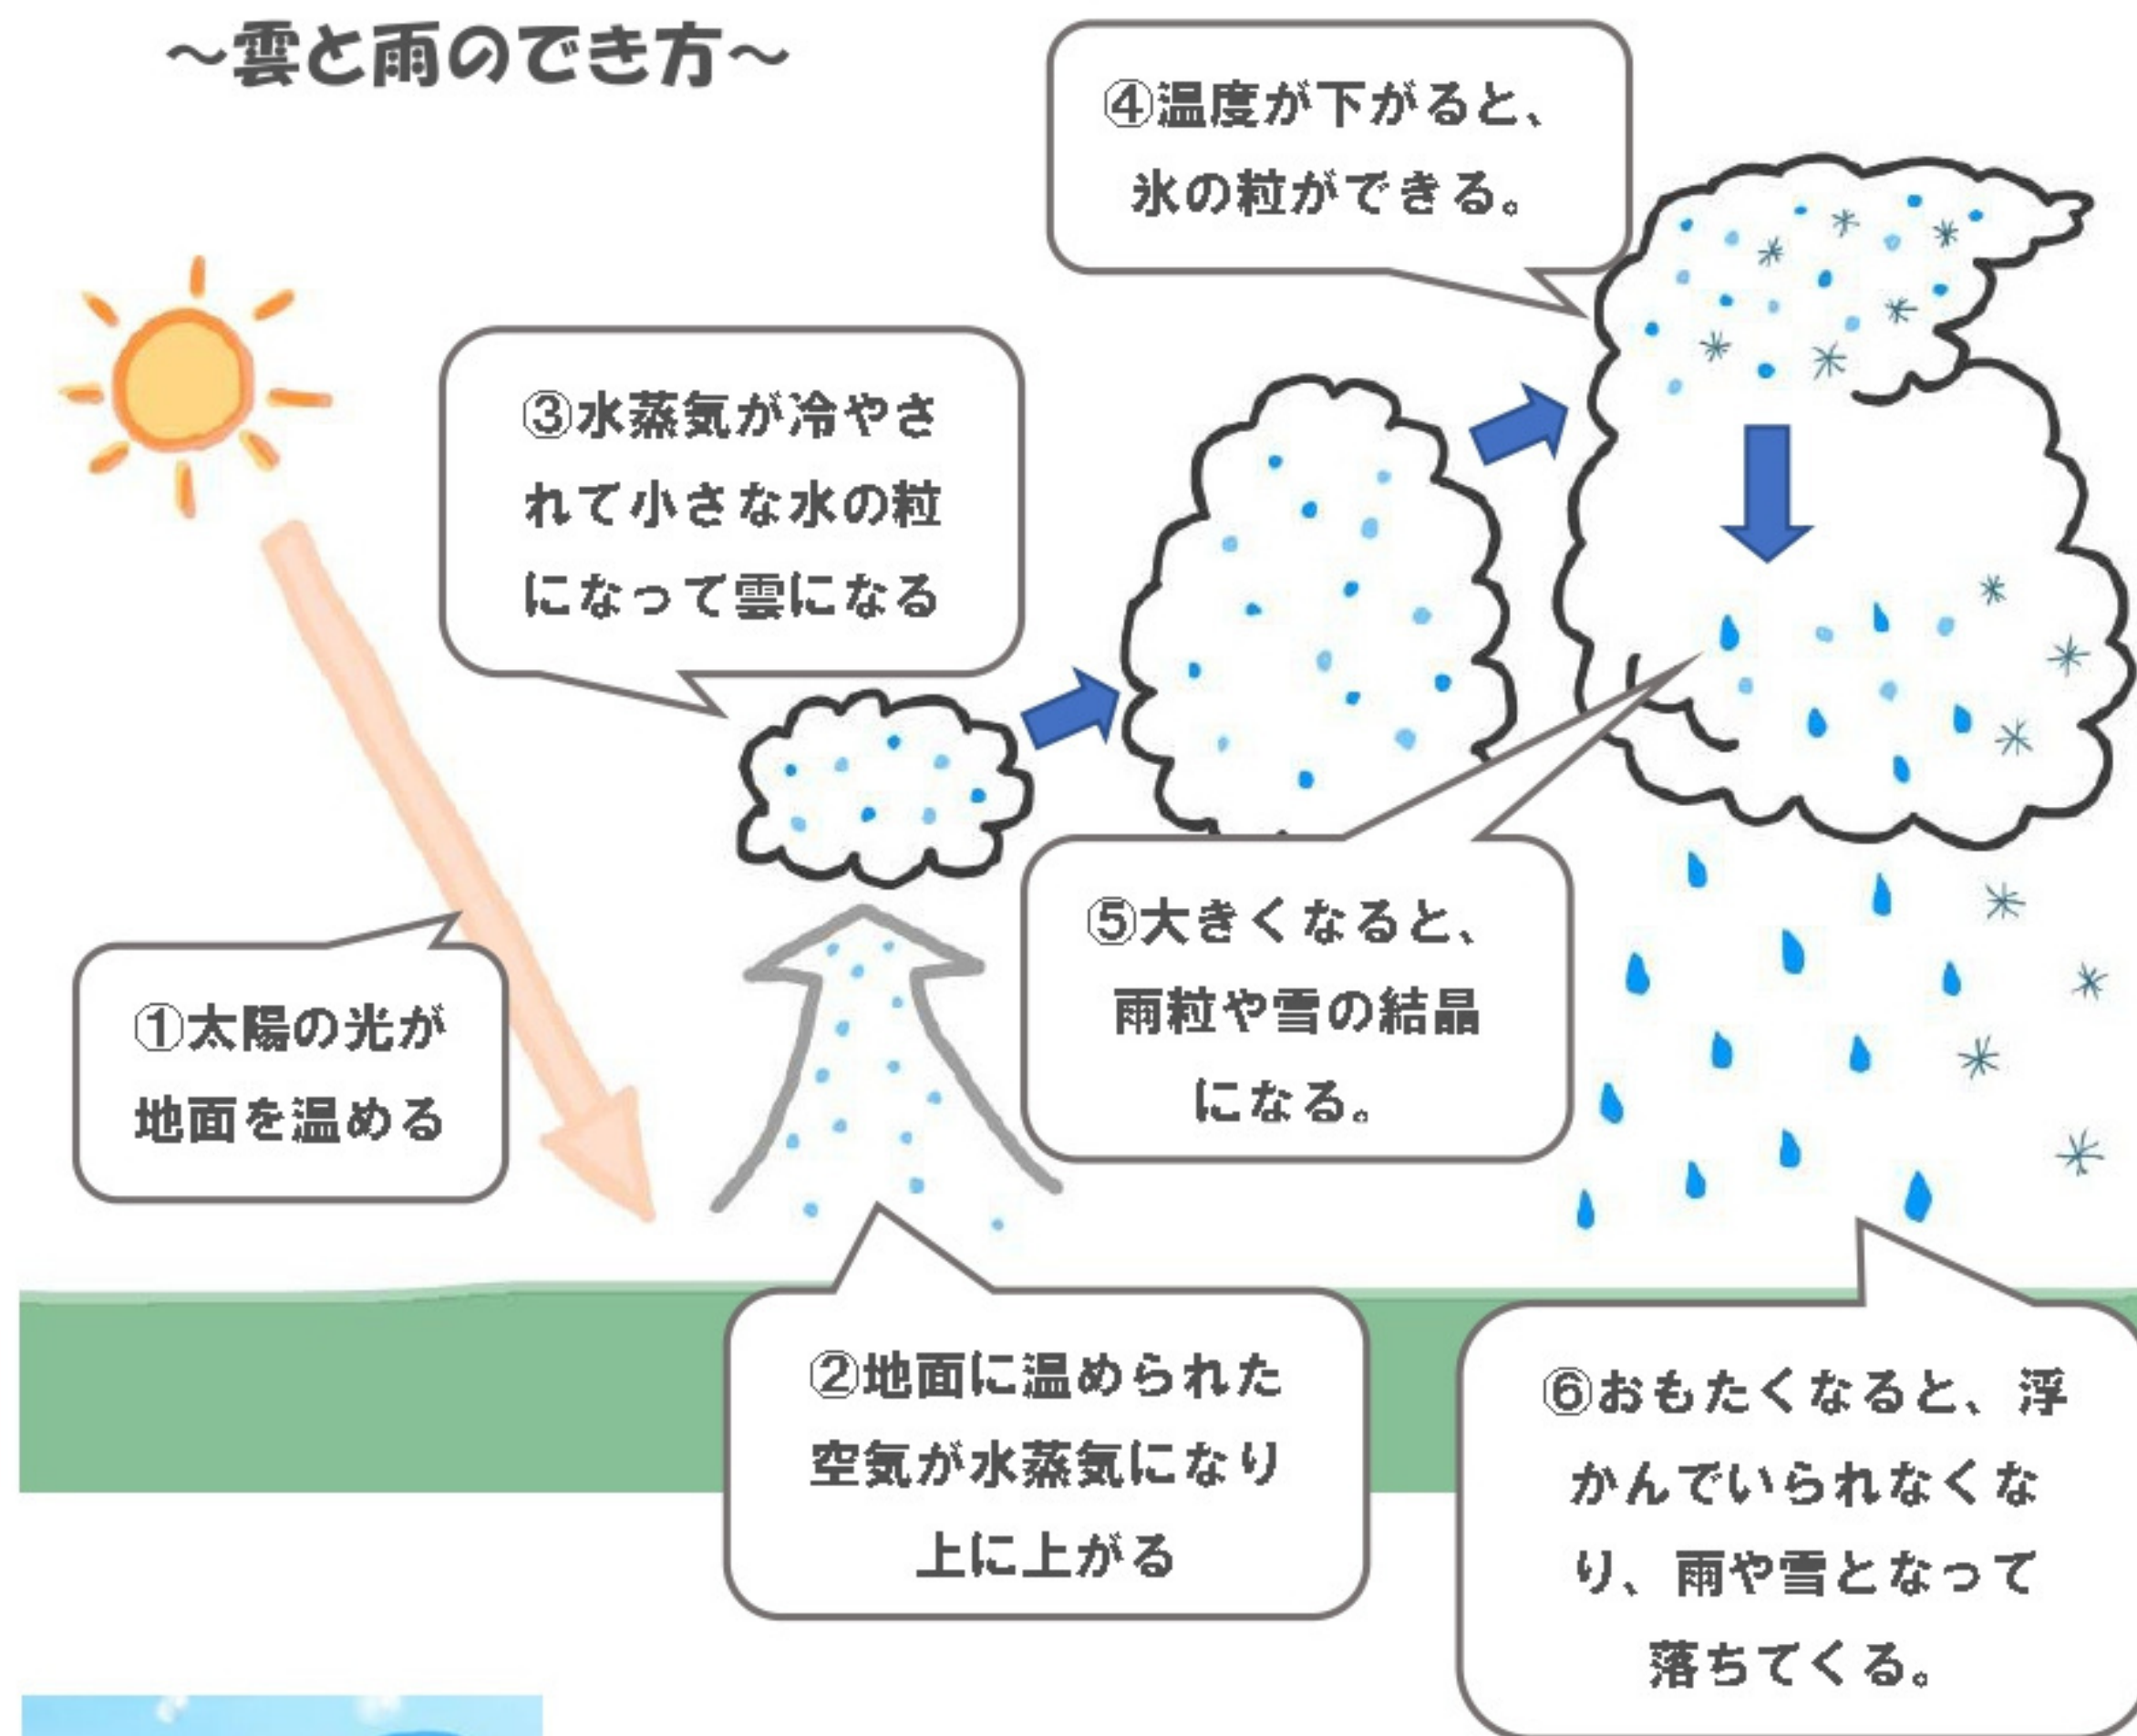 ～雲と雨のでき方～
①太陽の光が
地面を温める
②地面に温められた
空気が水蒸気になり
上に上がる
③水蒸気が冷やさ
れて小さな水の粒
になって雲になる
④温度が下がると、
氷の粒ができる。
⑤大きくなると、
雨粒や雪の結晶
になる。
⑥おもたくなると、浮
かんでいられなくな
り、雨や雪となって
落ちてくる。